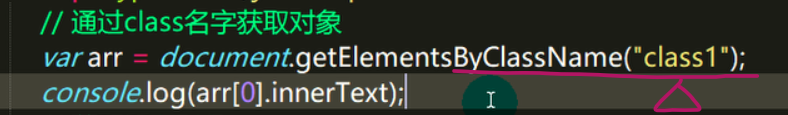 // 通过class名字获取对象
var arr = document.getElementsByClassName("class1");
console.log(arr[0].innerText);